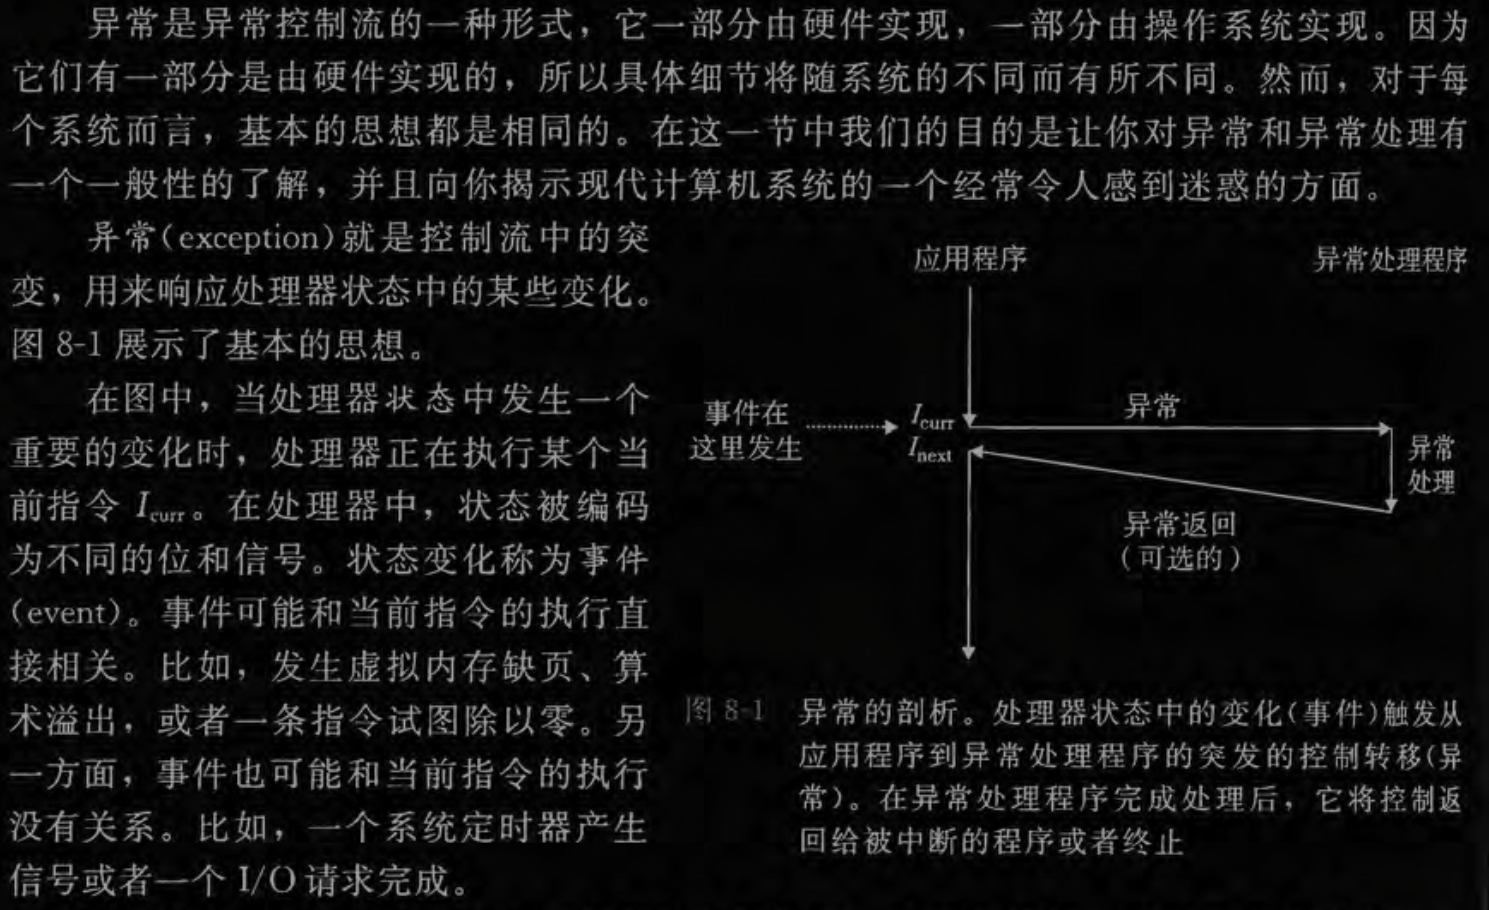 异常是异常控制流的一种形式，它一部分由硬件实现，一部分由操作系统实现。因为
它们有一部分是由硬件实现的，所以具体细节将随系统的不同而有所不同。然而，对于每
个系统而言，基本的思想都是相同的。在这一节中我们的目的是让你对异常和异常处理有
一个一般性的了解，并且向你揭示现代计算机系统的一个经常令人感到迷惑的方面。
异常(exception)就是控制流中的突
变，用来响应处理器状态中的某些变化。
图 8-1 展示了基本的思想。
在图中，当处理器状态中发生一个
重要的变化时，处理器正在执行某个当
前指令 Icurr。在处理器中，状态被编码
为不同的位和信号。状态变化称为事件
(event)。事件可能和当前指令的执行直
接相关。比如，发生虚拟内存缺页、算
术溢出，或者一条指令试图除以零。另
一方面，事件也可能和当前指令的执行
没有关系。比如，一个系统定时器产生
信号或者一个 I/O 请求完成。
应用程序
异常处理程序
事件在
这里发生
Icurr
Inext
异常
异常
处理
异常返回
（可选的）
图 8-1 异常的剖析。处理器状态中的变化(事件)触发从
应用程序到异常处理程序的突发的控制转移(异
常)。在异常处理程序完成处理后，它将控制返
回给被中断的程序或者终止